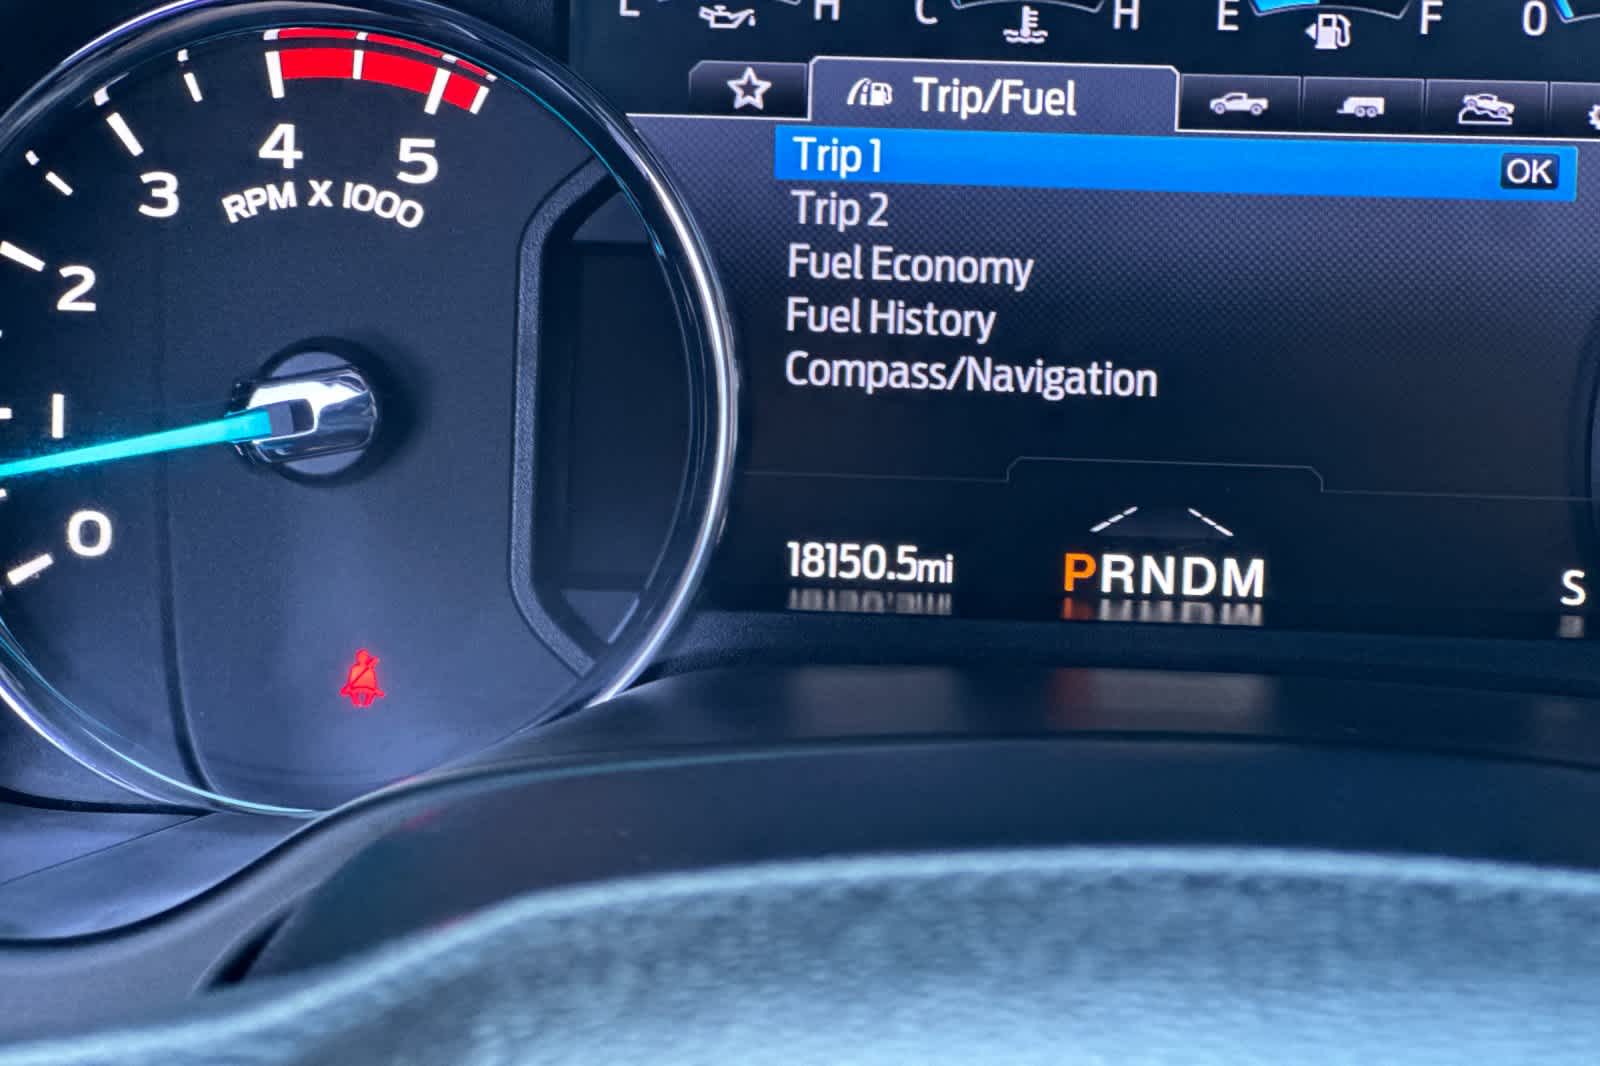 L H C H E F 0
Trip/Fuel
Trip 1 OK
Trip 2
Fuel Economy
Fuel History
Compass/Navigation
18150.5mi PRNDM S
4 5
3
RPM X 1000
2
1
0